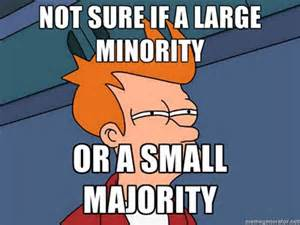 NOT SURE IF A LARGE
MINORITY
OR A SMALL
MAJORITY
memegenerator.net